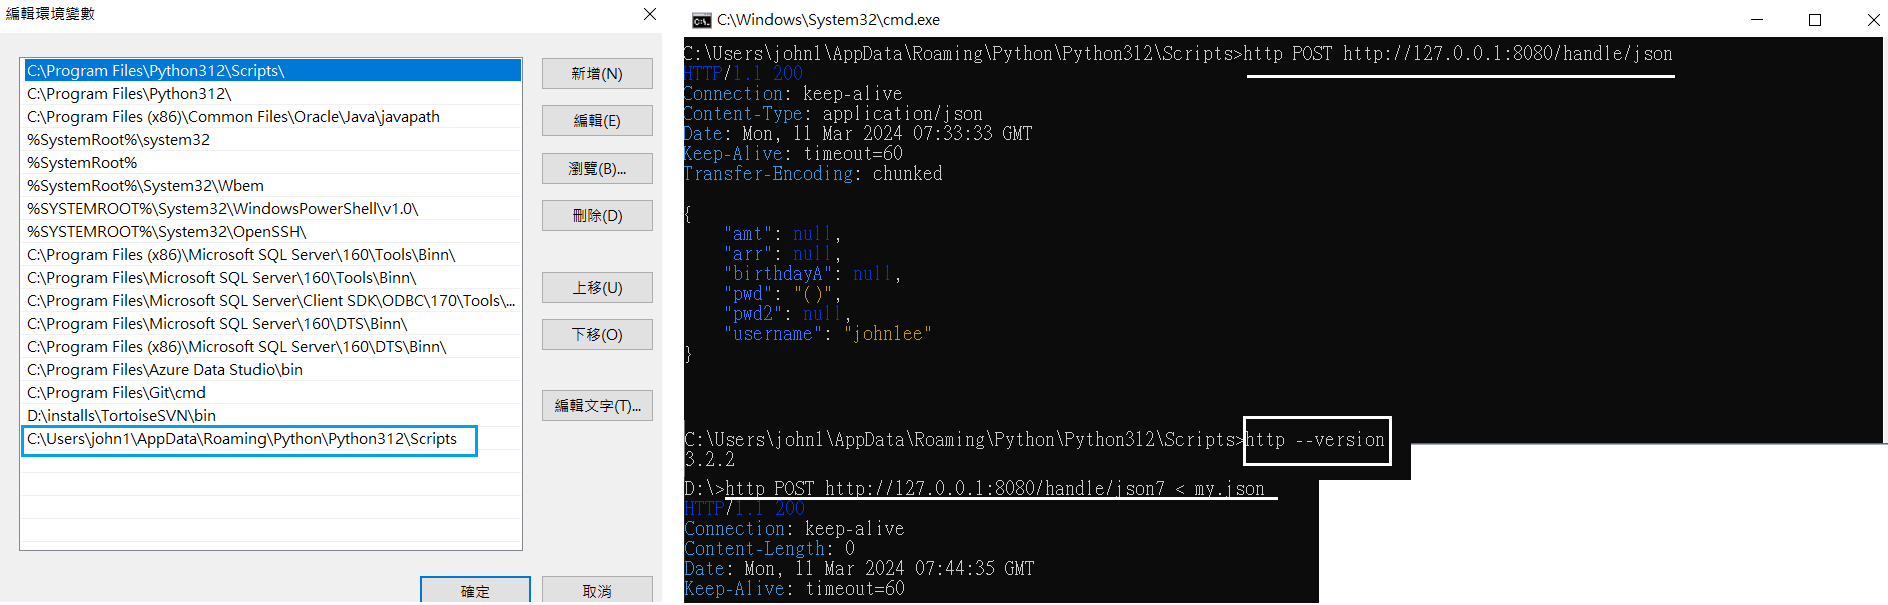 編輯環境變數
C:\Program Files\Python312\Scripts\
C:\Program Files\Python312\
C:\Program Files (x86)\Common Files\Oracle\Java\javapath
%SystemRoot%\system32
%SystemRoot%
%SystemRoot%\System32\Wbem
%SYSTEMROOT%\System32\WindowsPowerShell\v1.0\
%SYSTEMROOT%\System32\OpenSSH\
C:\Program Files (x86)\Microsoft SQL Server\160\Tools\Binn\
C:\Program Files\Microsoft SQL Server\160\Tools\Binn\
C:\Program Files\Microsoft SQL Server\Client SDK\ODBC\170\Tools\...
C:\Program Files\Microsoft SQL Server\160\DTS\Binn\
C:\Program Files (x86)\Microsoft SQL Server\160\DTS\Binn\
C:\Program Files\Azure Data Studio\bin
C:\Program Files\Git\cmd
D:\installs\TortoiseSVN\bin
C:\Users\john1\AppData\Roaming\Python\Python312\Scripts
新增(N)
編輯(E)
瀏覽(B)...
刪除(D)
上移(U)
下移(O)
編輯文字(T)...
確定
取消
C:\Windows\System32\cmd.exe
C:\Users\john1\AppData\Roaming\Python\Python312\Scripts>http POST http://127.0.0.1:8080/handle/json
HTTP/1.1 200
Connection: keep-alive
Content-Type: application/json
Date: Mon, 11 Mar 2024 07:33:33 GMT
Keep-Alive: timeout=60
Transfer-Encoding: chunked
{
"amt": null,
"arr": null,
"birthdayA": null,
"pwd": "()",
"pwd2": null,
"username": "johnlee"
}
C:\Users\john1\AppData\Roaming\Python\Python312\Scripts>http --version
3.2.2
D:\>http POST http://127.0.0.1:8080/handle/json7 < my.json
HTTP/1.1 200
Connection: keep-alive
Content-Length: 0
Date: Mon, 11 Mar 2024 07:44:35 GMT
Keep-Alive: timeout=60